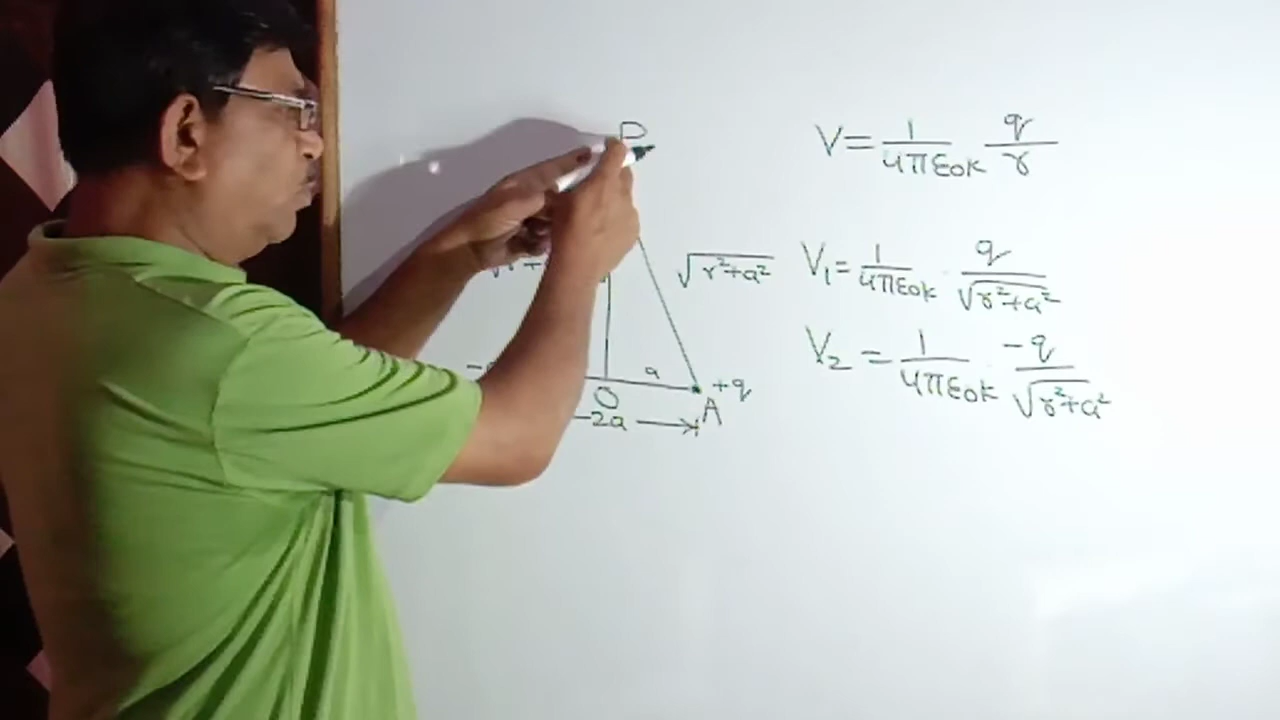 P
V = 1/4πε₀k q/r
√r²+a²
V₁ = 1/4πε₀k · q/√r²+a²
V₂ = 1/4πε₀k · -q/√r²+a²
a
+q
O
A
2a